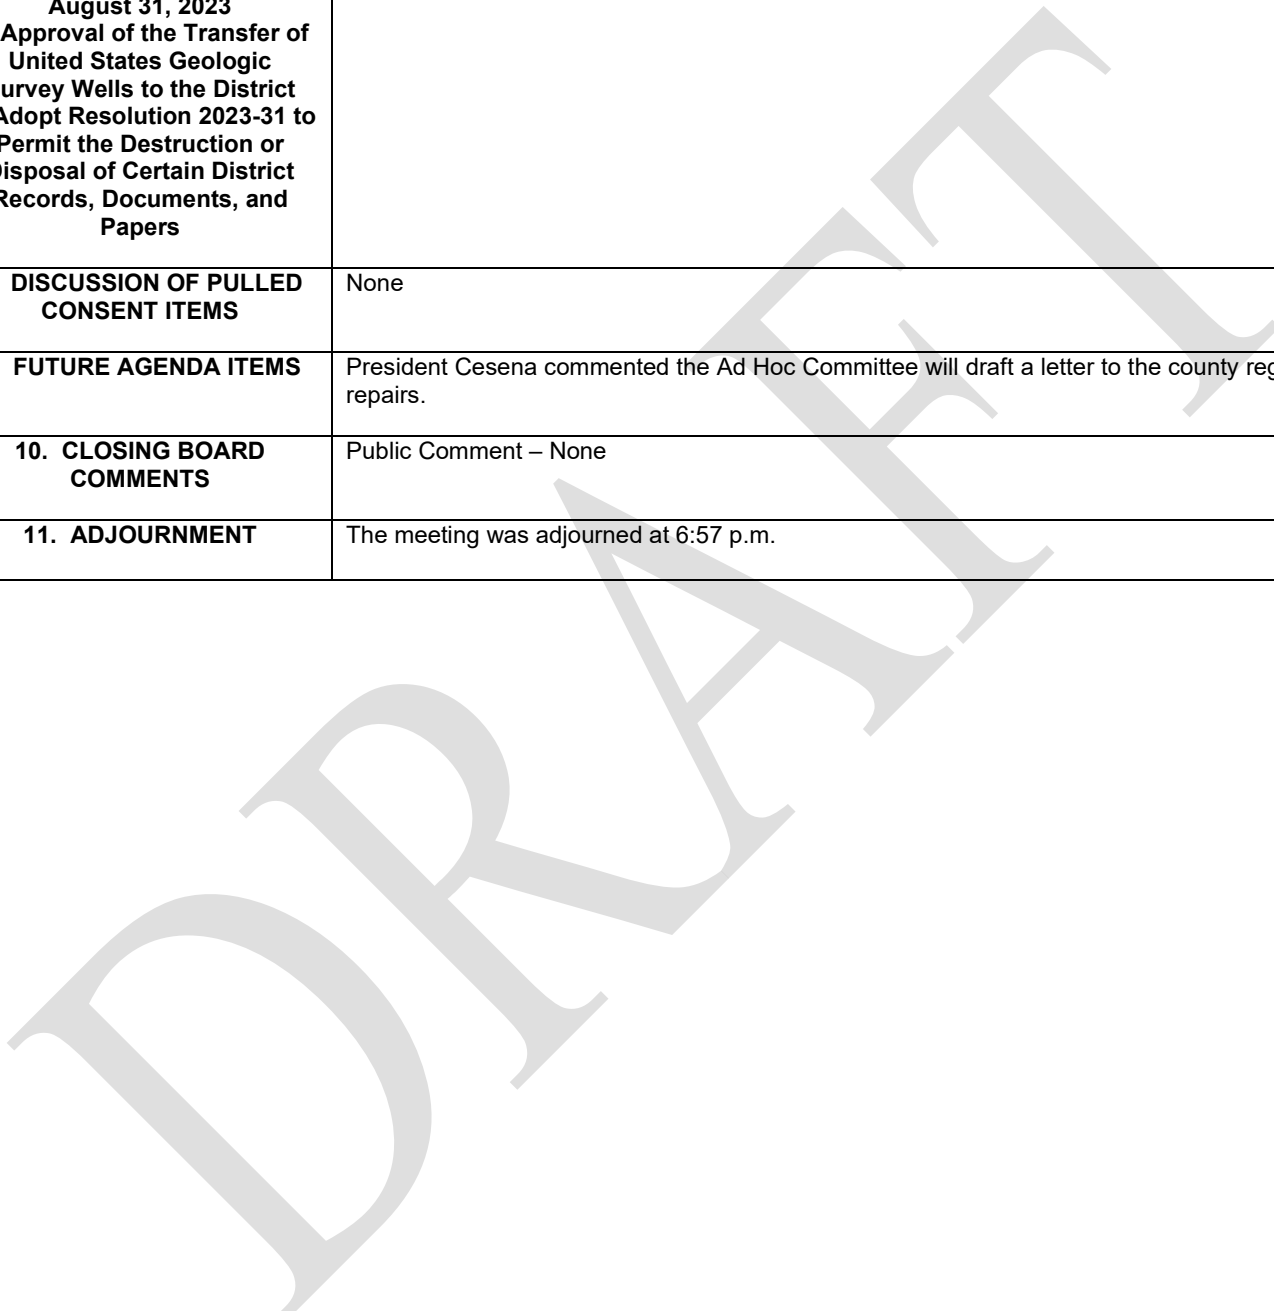 August 31, 2023
Approval of the Transfer of
United States Geologic
Wells to the District
Adopt Resolution 2023-31 to
Permit the Destruction or
of Certain District
Records, Documents, and
Papers
DISCUSSION OF PULLED
CONSENT ITEMS
None
FUTURE AGENDA ITEMS
President Cesena commented the Ad Hoc Committee will draft a letter to the county
repairs.
10. CLOSING BOARD
COMMENTS
Public Comment – None
11. ADJOURNMENT
The meeting was adjourned at 6:57 p.m.
DRAFT